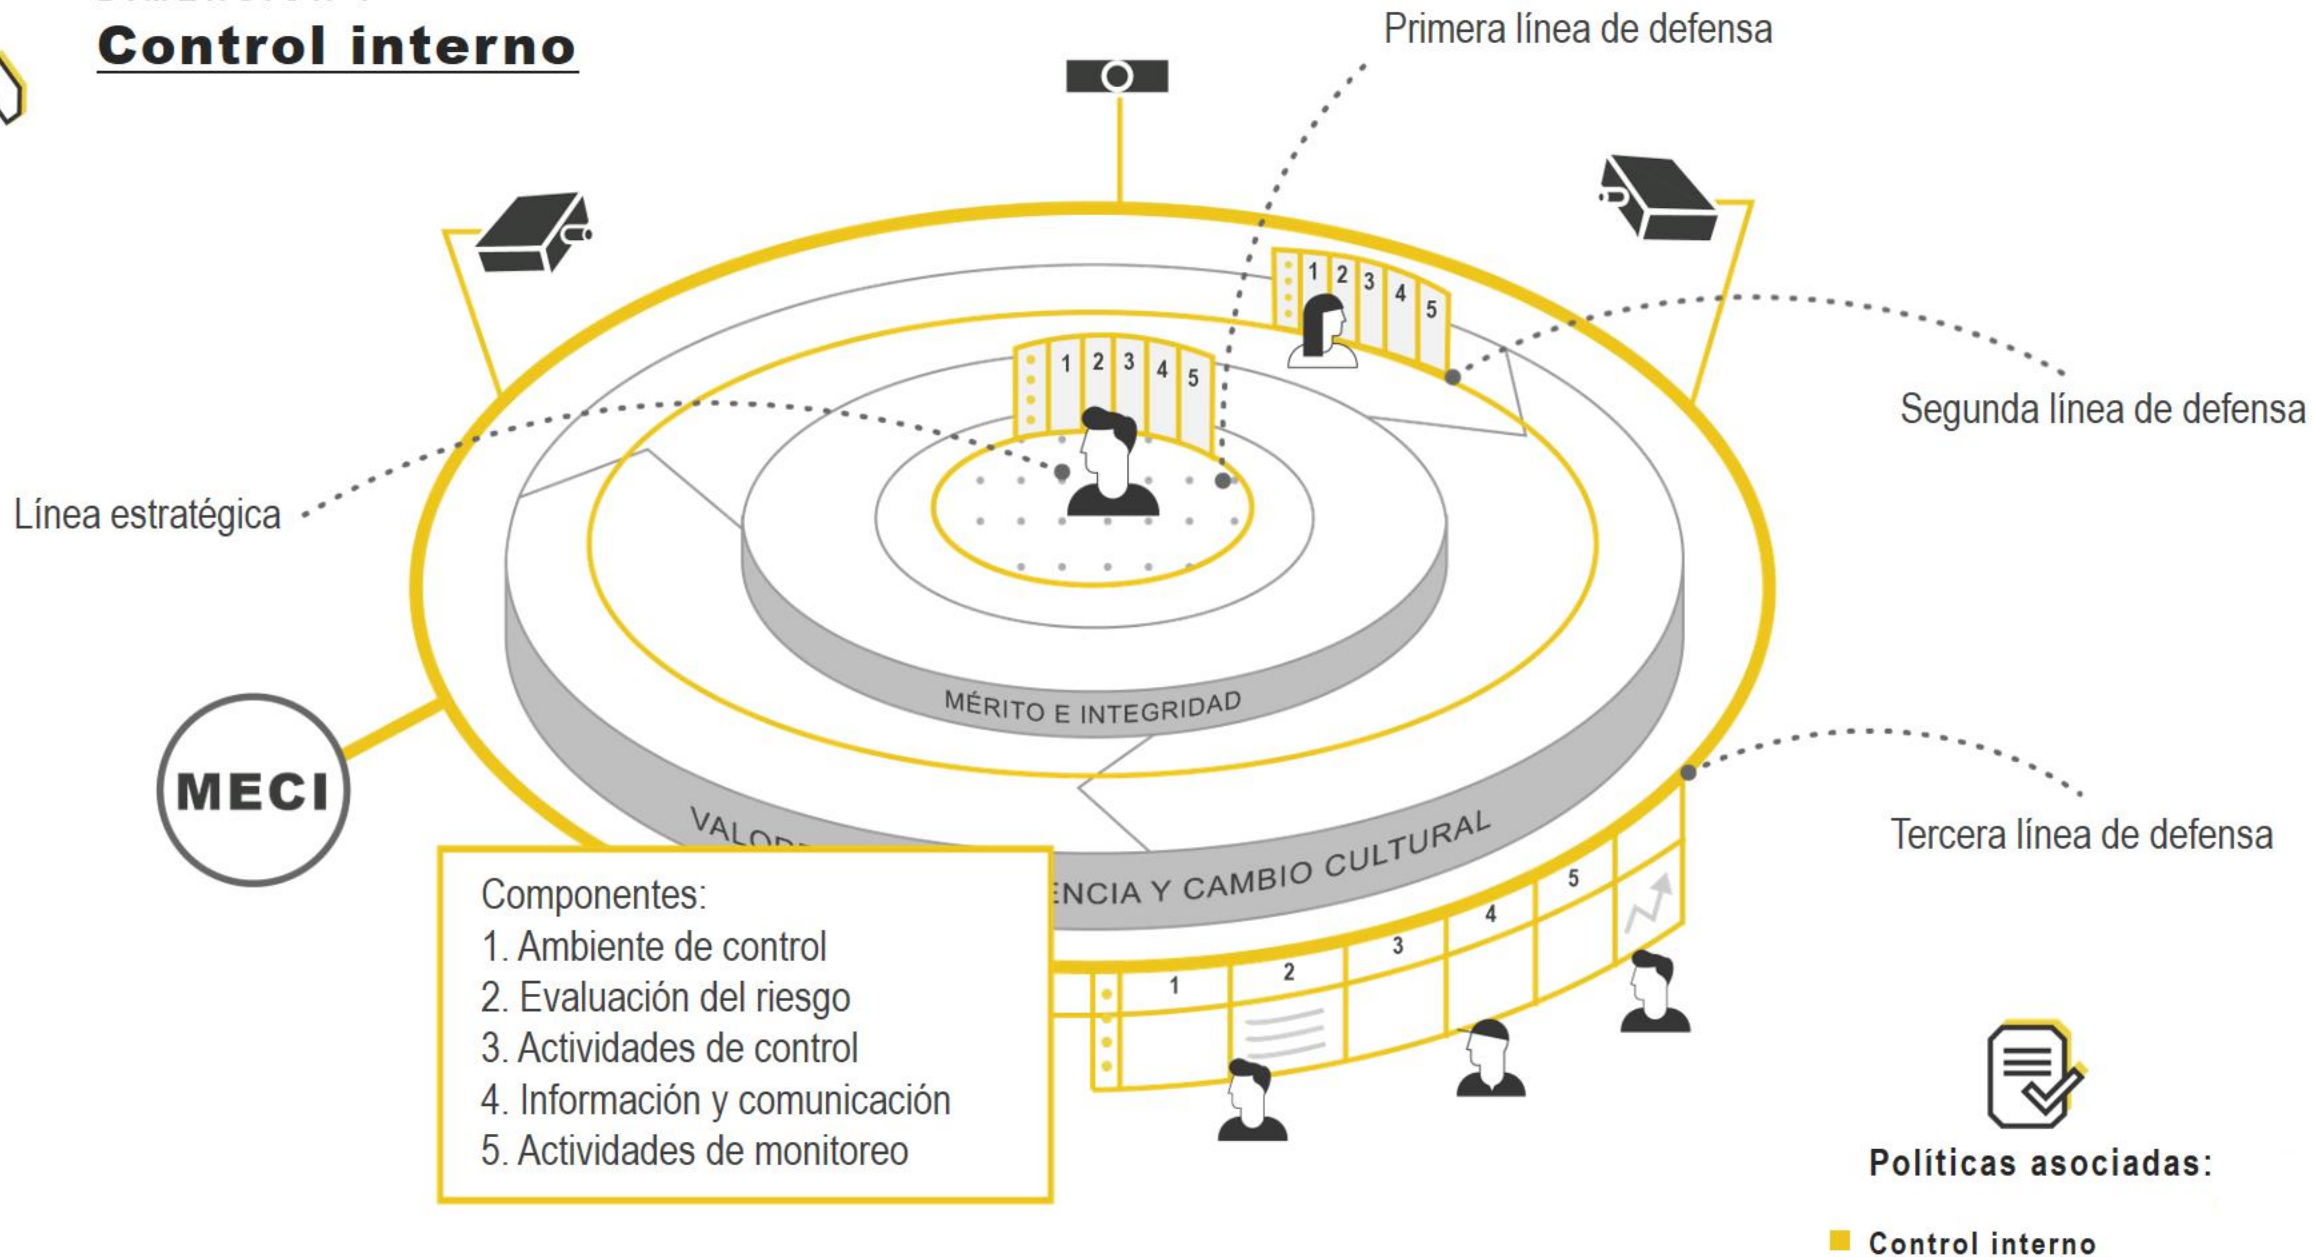 Control interno
Primera línea de defensa
1 2 3 4 5
1 2 3 4 5
Segunda línea de defensa
Línea estratégica
MÉRITO E INTEGRIDAD
MECI
Y CAMBIO CULTURAL
Tercera línea de defensa
1 2 3 4 5
Componentes:
1. Ambiente de control
2. Evaluación del riesgo
3. Actividades de control
4. Información y comunicación
5. Actividades de monitoreo
Políticas asociadas:
Control interno